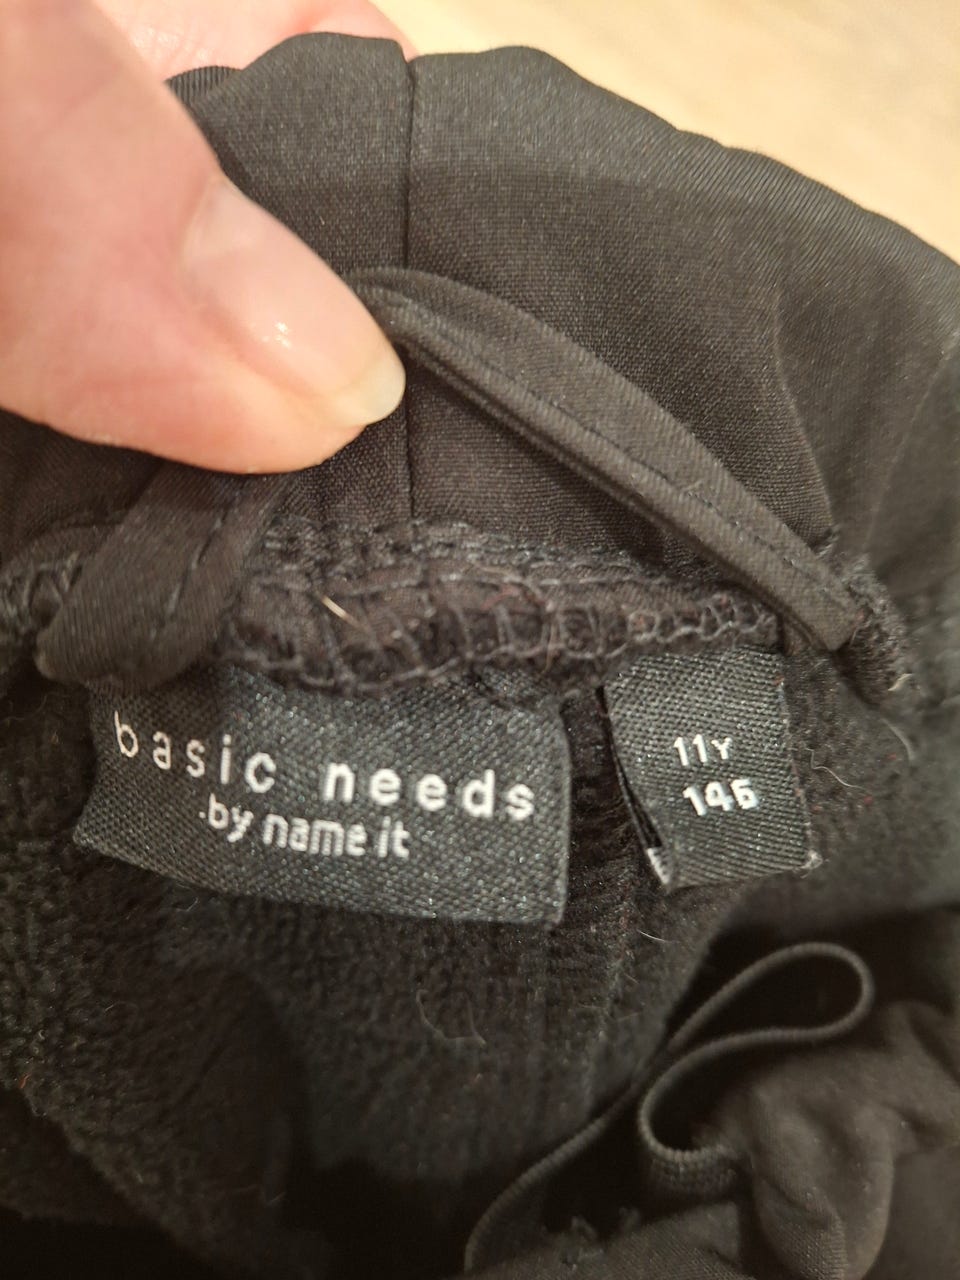 basic needs
.by name it
11Y
146